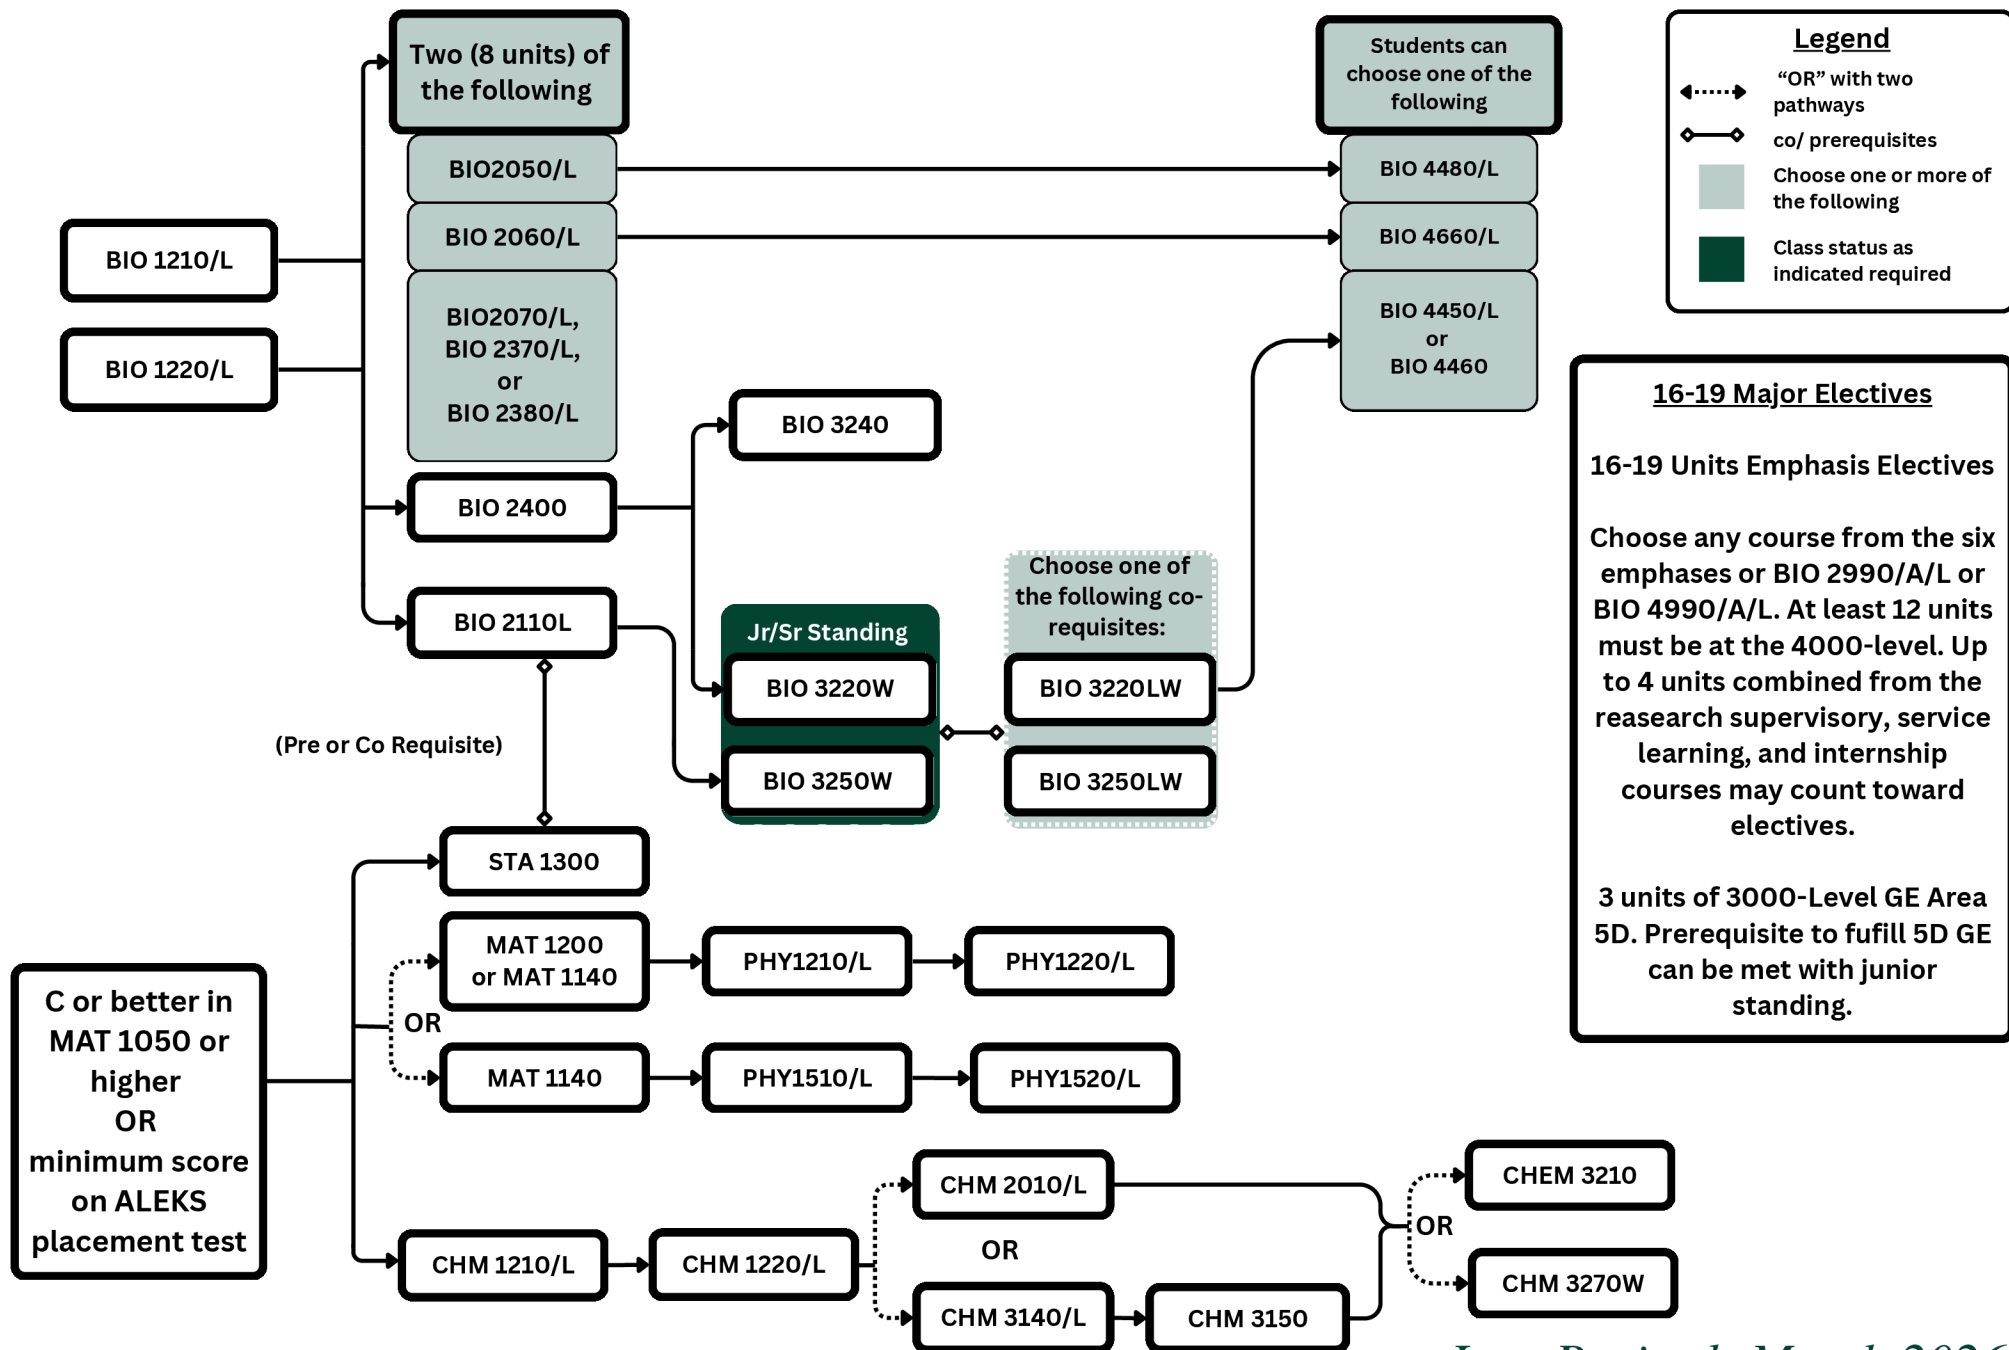 Two (8 units) of
the following
BIO2050/L
BIO 2060/L
BIO2070/L,
BIO 2370/L,
or
BIO 2380/L
BIO 1210/L
BIO 1220/L
BIO 2400
BIO 2110L
BIO 3240
Jr/Sr Standing
BIO 3220W
BIO 3250W
Choose one of
the following co-
requisites:
BIO 3220LW
BIO 3250LW
Students can
choose one of the
following
BIO 4480/L
BIO 4660/L
BIO 4450/L
or
BIO 4460
Legend
“OR” with two
pathways
co/ prerequisites
Choose one or more of
the following
Class status as
indicated required
16-19 Major Electives
16-19 Units Emphasis Electives
Choose any course from the six
emphases or BIO 2990/A/L or
BIO 4990/A/L. At least 12 units
must be at the 4000-level. Up
to 4 units combined from the
reasearch supervisory, service
learning, and internship
courses may count toward
electives.
3 units of 3000-Level GE Area
5D. Prerequisite to fufill 5D GE
can be met with junior
standing.
(Pre or Co Requisite)
C or better in
MAT 1050 or
higher
OR
minimum score
on ALEKS
placement test
STA 1300
MAT 1200
or MAT 1140
PHY1210/L
PHY1220/L
OR
MAT 1140
PHY1510/L
PHY1520/L
CHM 1210/L
CHM 1220/L
CHM 2010/L
OR
CHM 3140/L
CHM 3150
CHEM 3210
OR
CHM 3270W